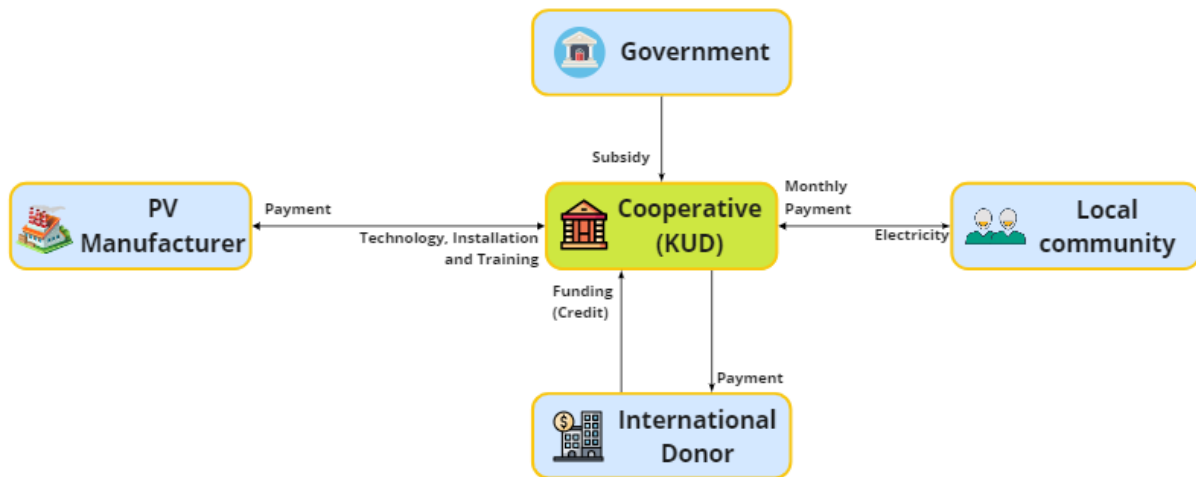 Government
Subsidy
PV
Manufacturer
Payment
Technology, Installation
and Training
Cooperative
(KUD)
Monthly
Payment
Electricity
Local
community
Funding
(Credit)
Payment
International
Donor